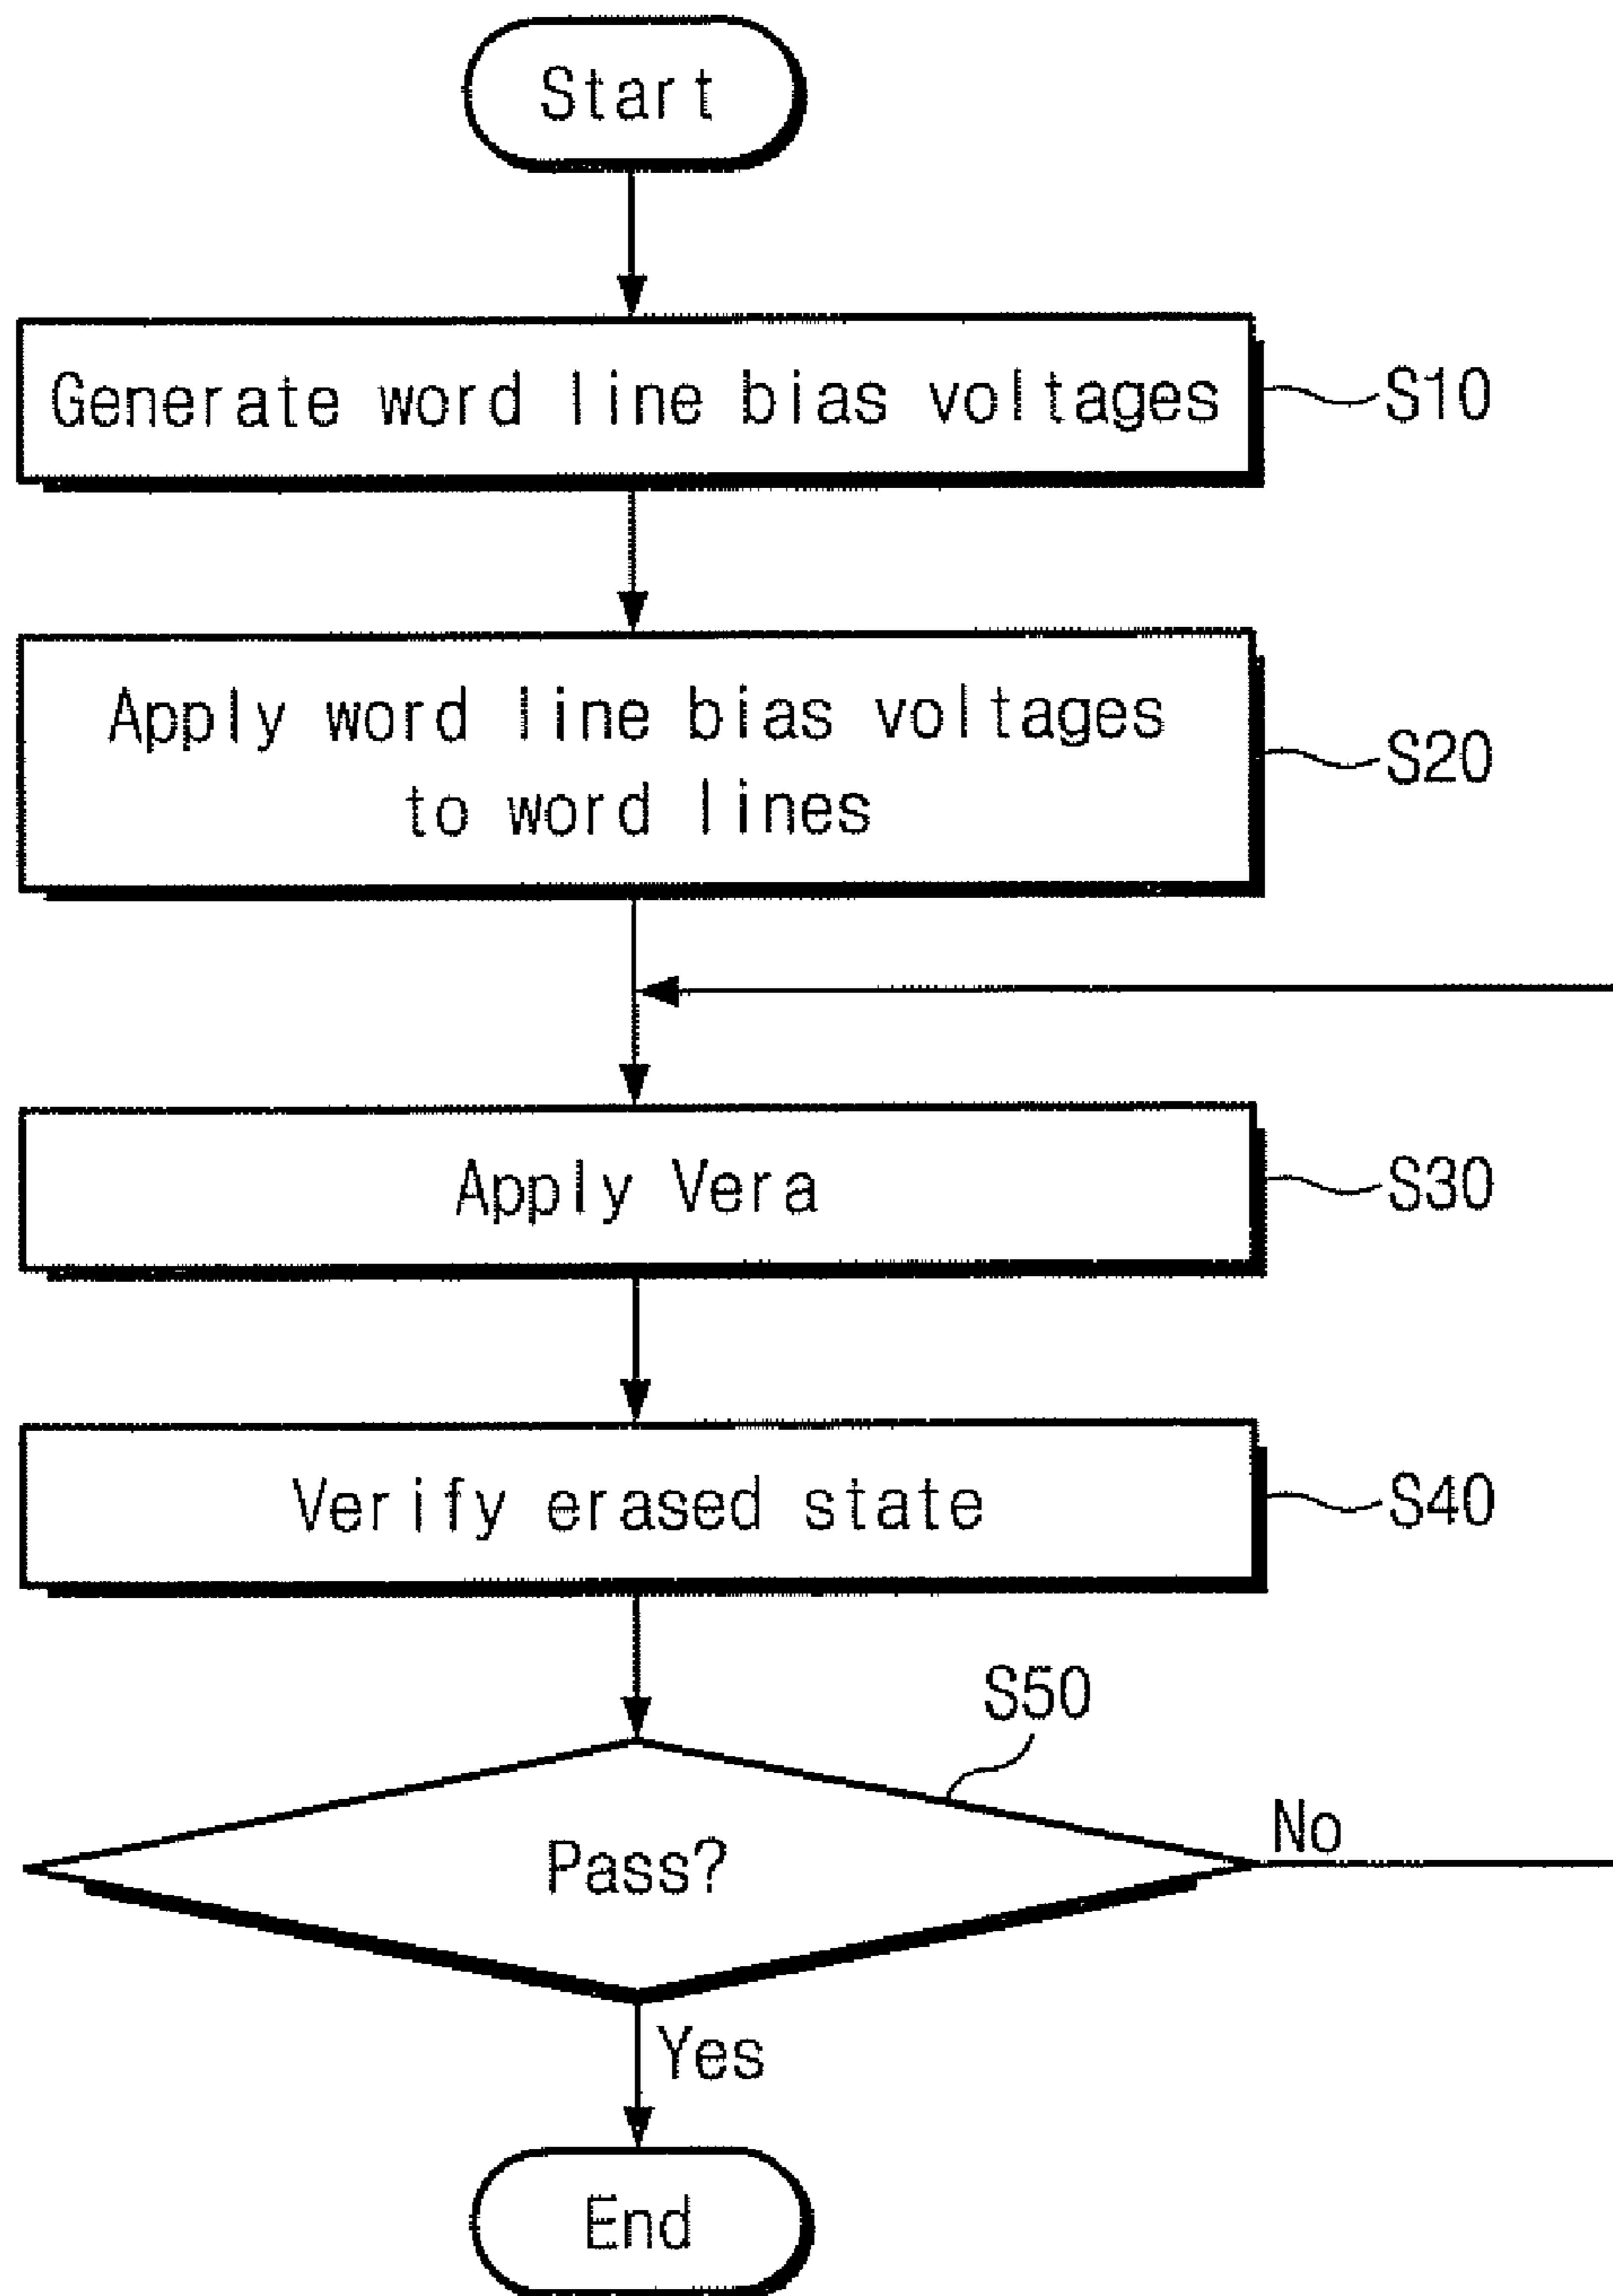 Start
Generate word line bias voltages
S10
Apply word line bias voltages
to word lines
S20
Apply Vera
S30
Verify erased state
S40
S50
Pass?
No
Yes
End